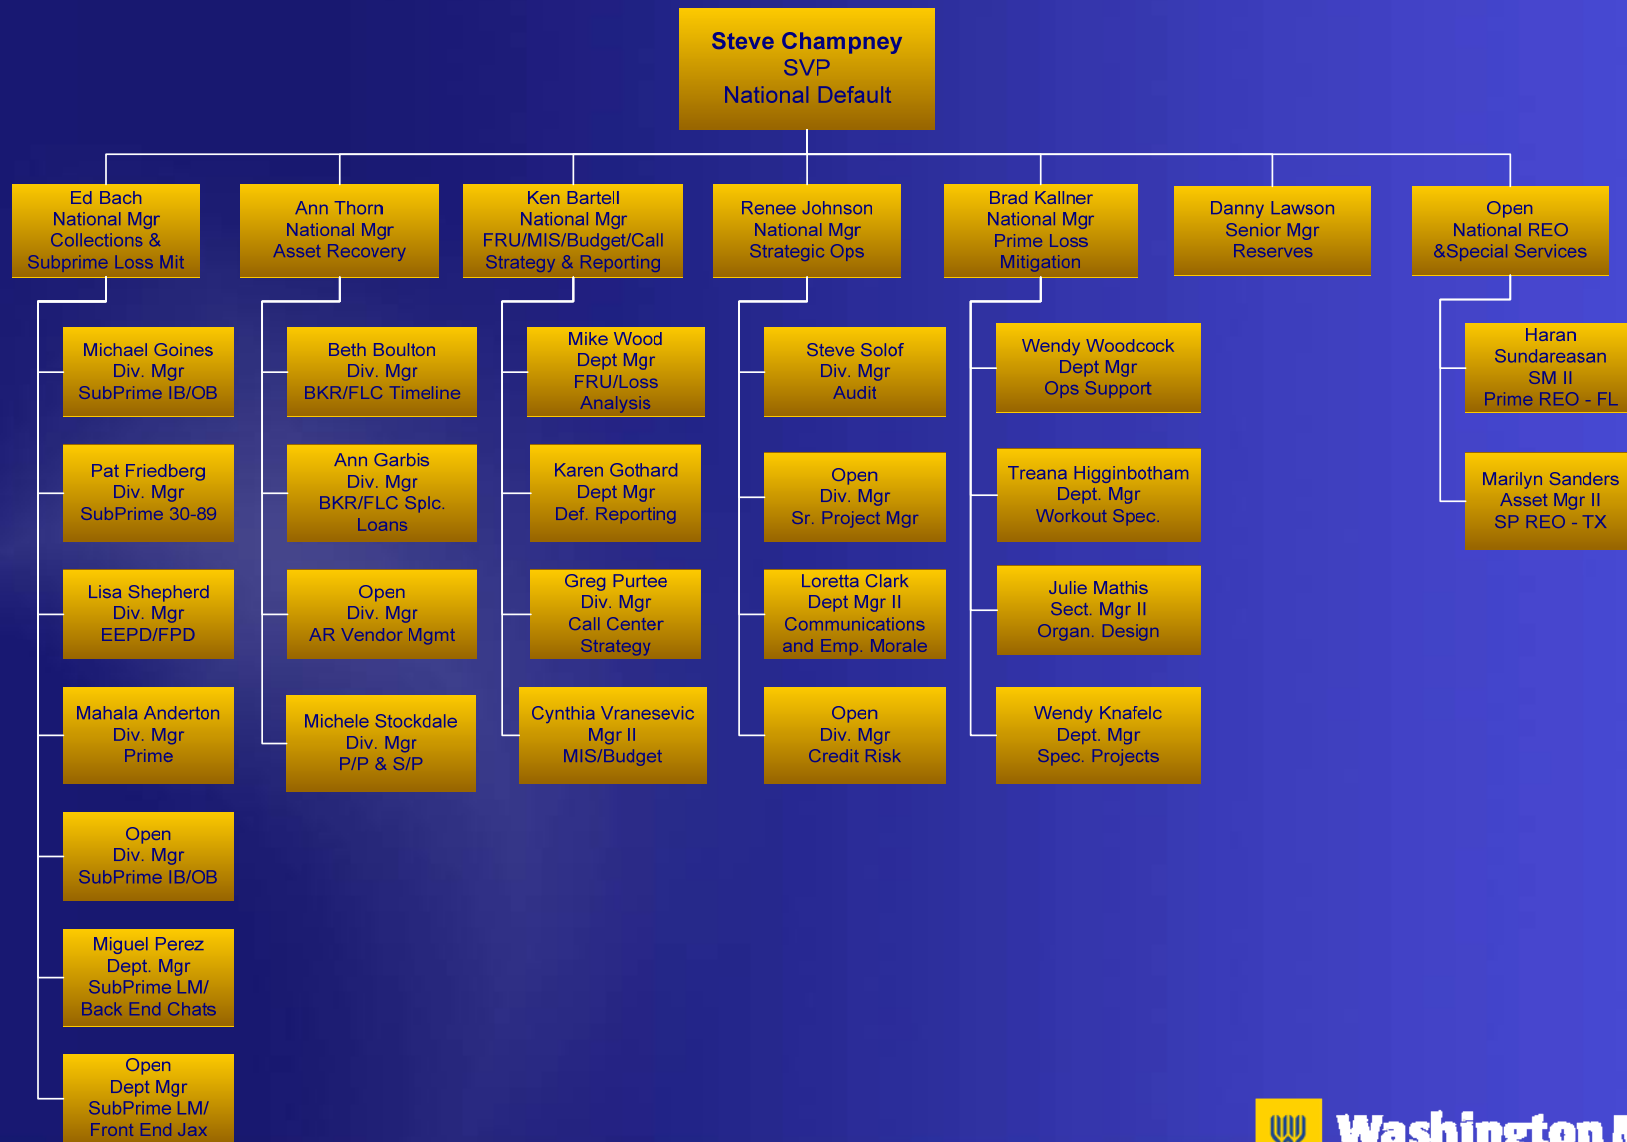 Steve Champney
SVP
National Default
Ed Bach
National Mgr
Collections &
Subprime Loss Mit
Ann Thorn
National Mgr
Asset Recovery
Ken Bartell
National Mgr
FRU/MIS/Budget/Call
Strategy & Reporting
Renee Johnson
National Mgr
Strategic Ops
Brad Kallner
National Mgr
Prime Loss
Mitigation
Danny Lawson
Senior Mgr
Reserves
Open
National REO
&Special Services
Michael Goines
Div. Mgr
SubPrime IB/OB
Pat Friedberg
Div. Mgr
SubPrime 30-89
Lisa Shepherd
Div. Mgr
EEPD/FPD
Mahala Anderton
Div. Mgr
Prime
Open
Div. Mgr
SubPrime IB/OB
Miguel Perez
Dept. Mgr
SubPrime LM/
Back End Chats
Open
Dept Mgr
SubPrime LM/
Front End Jax
Beth Boulton
Div. Mgr
BKR/FLC Timeline
Ann Garbis
Div. Mgr
BKR/FLC Splc.
Loans
Open
Div. Mgr
AR Vendor Mgmt
Michele Stockdale
Div. Mgr
P/P & S/P
Mike Wood
Dept Mgr
FRU/Loss
Analysis
Karen Gothard
Dept Mgr
Def. Reporting
Greg Purtee
Div. Mgr
Call Center
Strategy
Cynthia Vranesevic
Mgr II
MIS/Budget
Steve Solof
Div. Mgr
Audit
Open
Div. Mgr
Sr. Project Mgr
Loretta Clark
Dept Mgr II
Communications
and Emp. Morale
Open
Div. Mgr
Credit Risk
Wendy Woodcock
Dept Mgr
Ops Support
Treana Higginbotham
Dept. Mgr
Workout Spec.
Julie Mathis
Sect. Mgr II
Organ. Design
Wendy Knafelc
Dept. Mgr
Spec. Projects
Haran
Sundareasan
SM II
Prime REO - FL
Marilyn Sanders
Asset Mgr II
SP REO - TX
W Washington